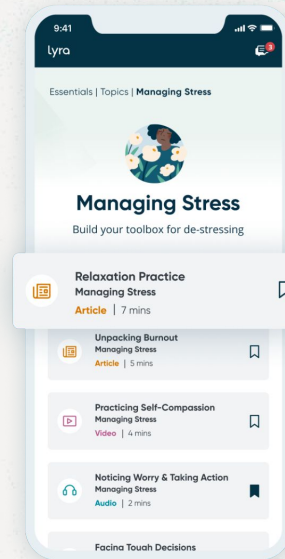 9:41
lyra
3
Essentials | Topics | Managing Stress
Managing Stress
Build your toolbox for de-stressing
Relaxation Practice
Managing Stress
Article | 7 mins
Unpacking Burnout
Managing Stress
Article | 5 mins
Practicing Self-Compassion
Managing Stress
Video | 4 mins
Noticing Worry & Taking Action
Managing Stress
Audio | 2 mins
Facing Tough Decisions